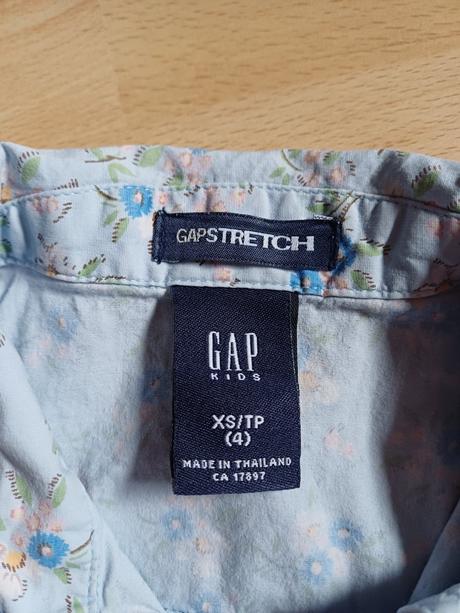 GAPSTRETCH
GAP
KIDS
XS/TP
(4)
MADE IN THAILAND
CA 17897